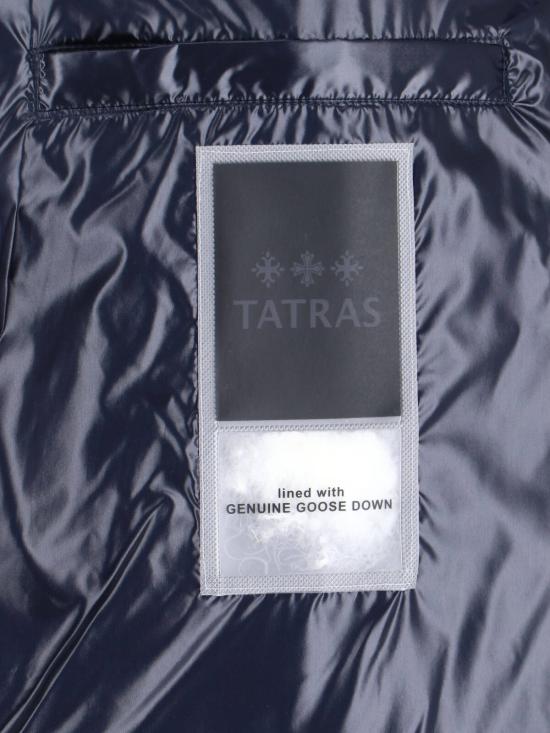 TATRAS
lined with
GENUINE GOOSE DOWN